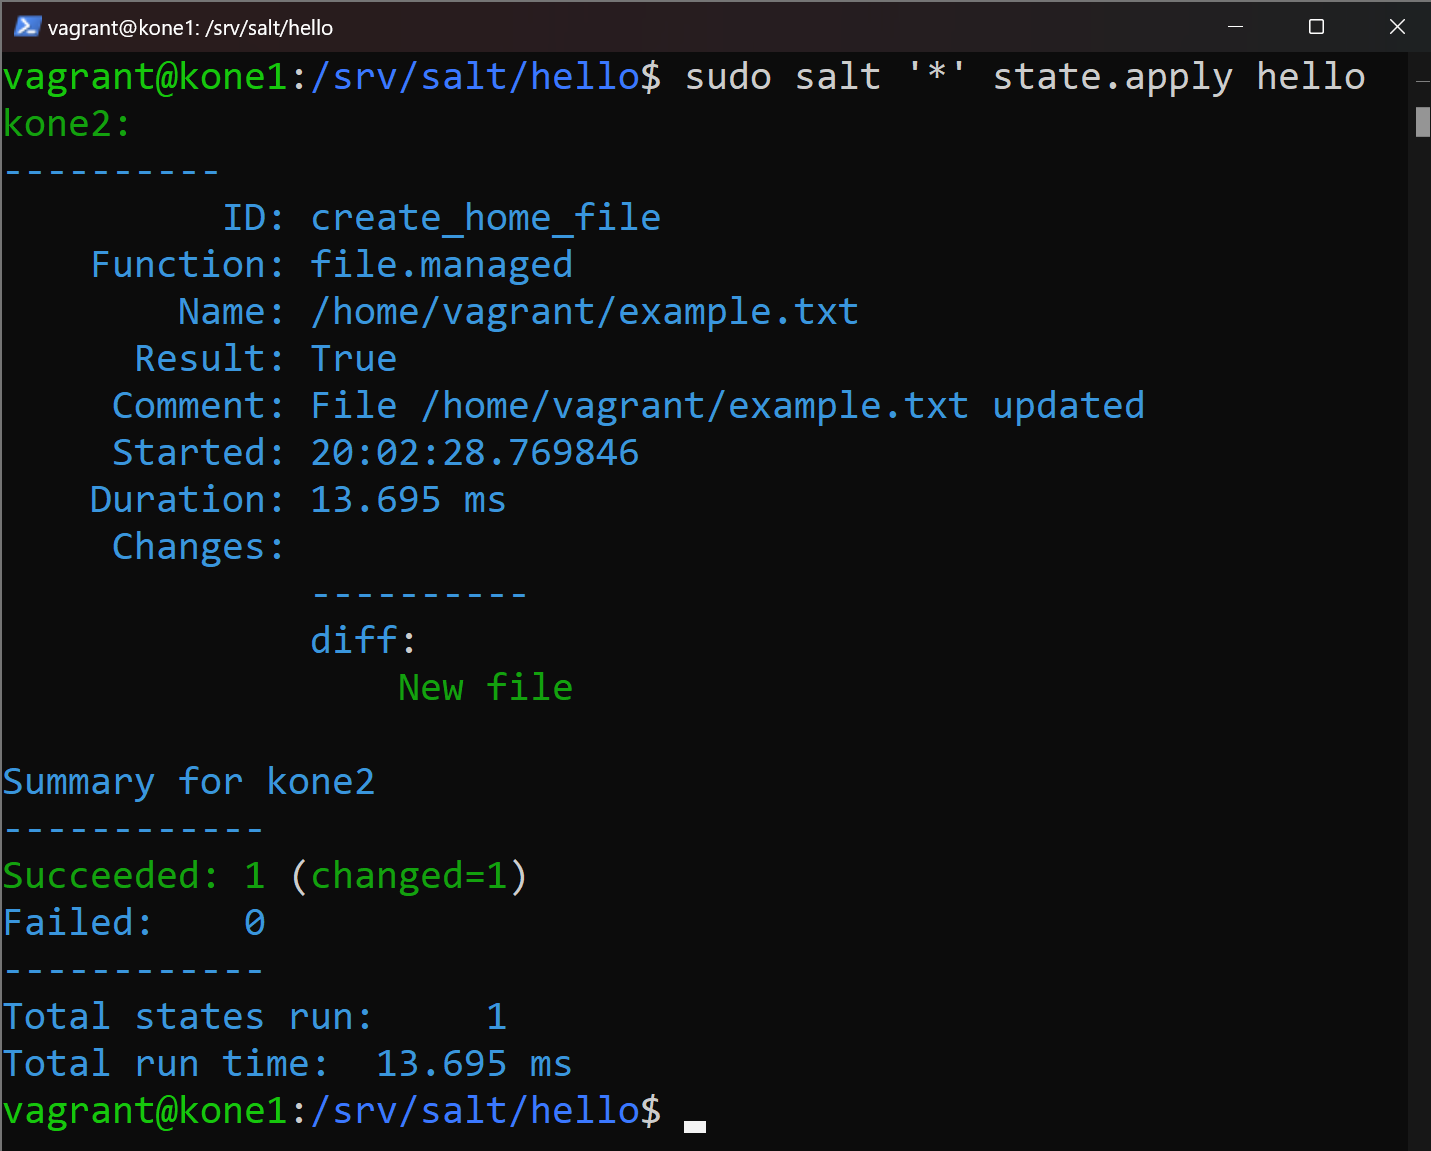 vagrant@kone1: /srv/salt/hello
vagrant@kone1:/srv/salt/hello$ sudo salt '*' state.apply hello
kone2:
----------
          ID: create_home_file
    Function: file.managed
        Name: /home/vagrant/example.txt
      Result: True
     Comment: File /home/vagrant/example.txt updated
     Started: 20:02:28.769846
    Duration: 13.695 ms
     Changes:
              ----------
              diff:
                  New file

Summary for kone2
------------
Succeeded: 1 (changed=1)
Failed:    0
------------
Total states run:     1
Total run time:  13.695 ms
vagrant@kone1:/srv/salt/hello$